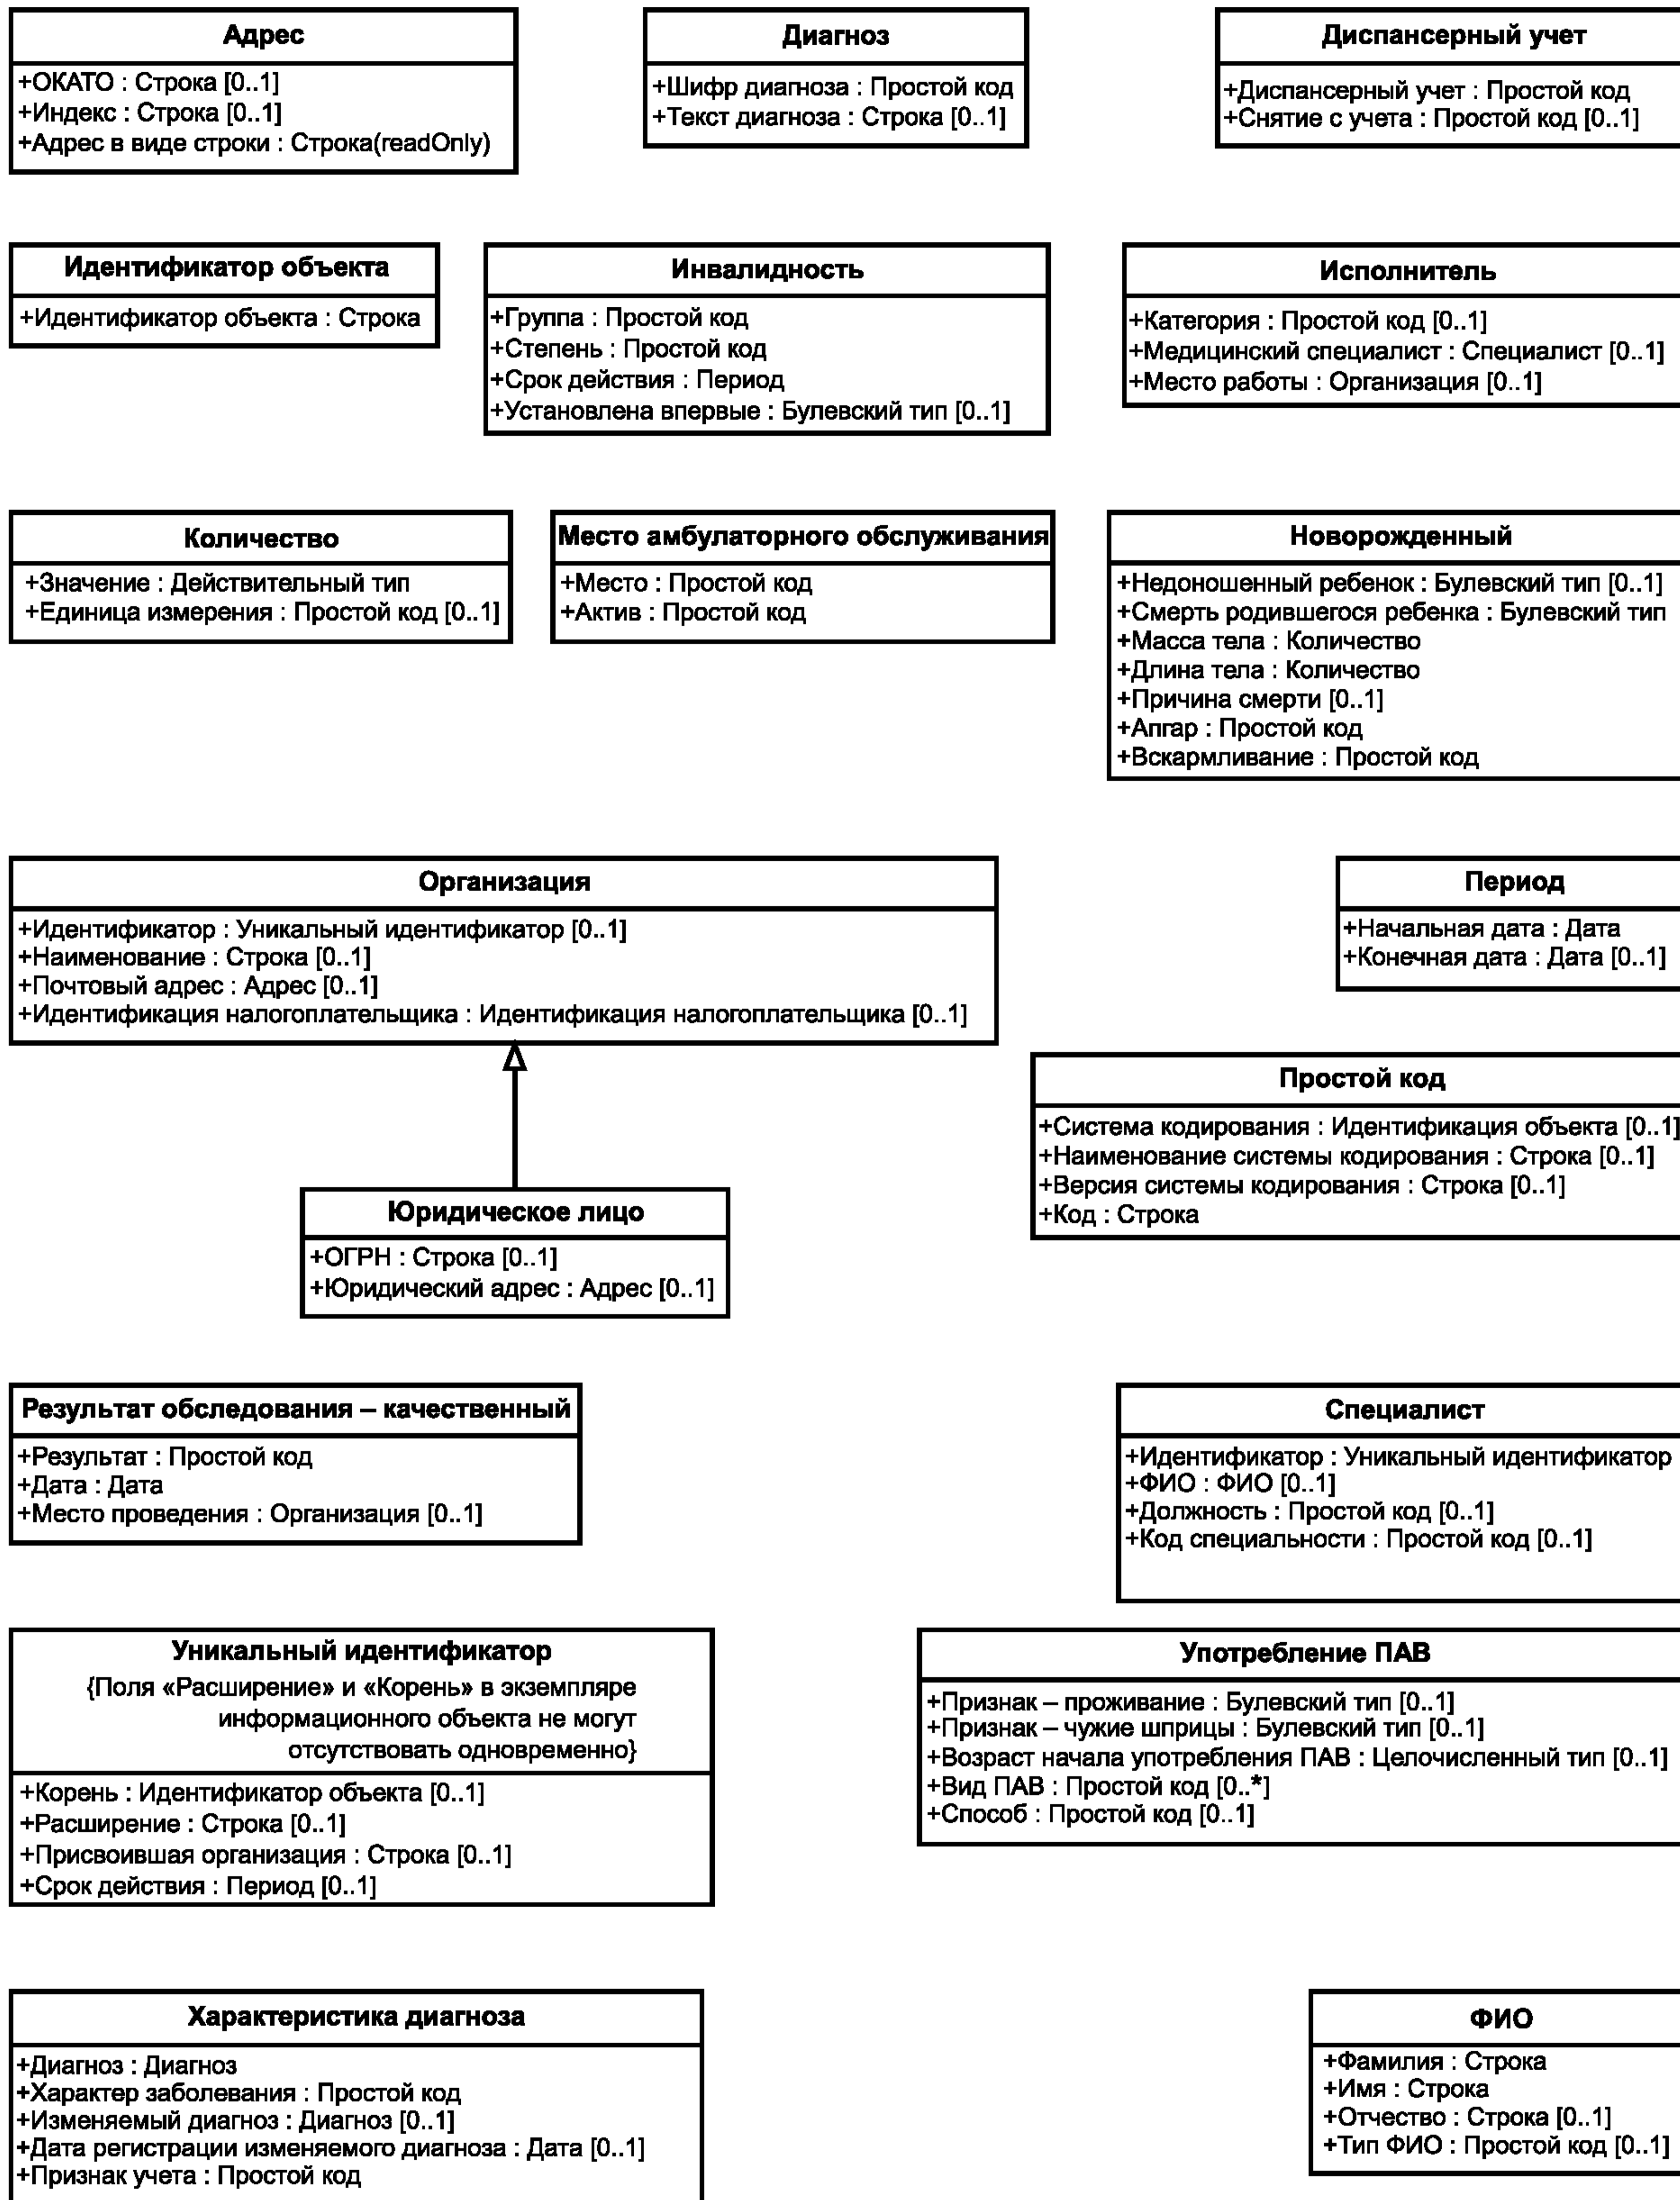 Адрес
+ОКАТО : Строка [0..1]
+Индекс : Строка [0..1]
+Адрес в виде строки : Строка(readOnly)
Диагноз
+Шифр диагноза : Простой код
+Текст диагноза : Строка [0..1]
Диспансерный учет
+Диспансерный учет : Простой код
+Снятие с учета : Простой код [0..1]
Идентификатор объекта
+Идентификатор объекта : Строка
Инвалидность
+Группа : Простой код
+Степень : Простой код
+Срок действия : Период
+Установлена впервые : Булевский тип [0..1]
Исполнитель
+Категория : Простой код [0..1]
+Медицинский специалист : Специалист [0..1]
+Место работы : Организация [0..1]
Количество
+Значение : Действительный тип
+Единица измерения : Простой код [0..1]
Место амбулаторного обслуживания
+Место : Простой код
+Актив : Простой код
Новорожденный
+Недоношенный ребенок : Булевский тип [0..1]
+Смерть родившегося ребенка : Булевский тип
+Масса тела : Количество
+Длина тела : Количество
+Причина смерти [0..1]
+Апгар : Простой код
+Вскармливание : Простой код
Организация
+Идентификатор : Уникальный идентификатор [0..1]
+Наименование : Строка [0..1]
+Почтовый адрес : Адрес [0..1]
+Идентификация налогоплательщика : Идентификация налогоплательщика [0..1]
Период
+Начальная дата : Дата
+Конечная дата : Дата [0..1]
Простой код
+Система кодирования : Идентификация объекта [0..1]
+Наименование системы кодирования : Строка [0..1]
+Версия системы кодирования : Строка [0..1]
+Код : Строка
Юридическое лицо
+ОГРН : Строка [0..1]
+Юридический адрес : Адрес [0..1]
Результат обследования – качественный
+Результат : Простой код
+Дата : Дата
+Место проведения : Организация [0..1]
Специалист
+Идентификатор : Уникальный идентификатор
+ФИО : ФИО [0..1]
+Должность : Простой код [0..1]
+Код специальности : Простой код [0..1]
Уникальный идентификатор
{Поля «Расширение» и «Корень» в экземпляре
информационного объекта не могут
отсутствовать одновременно}
+Корень : Идентификатор объекта [0..1]
+Расширение : Строка [0..1]
+Присвоившая организация : Строка [0..1]
+Срок действия : Период [0..1]
Употребление ПАВ
+Признак – проживание : Булевский тип [0..1]
+Признак – чужие шприцы : Булевский тип [0..1]
+Возраст начала употребления ПАВ : Целочисленный тип [0..1]
+Вид ПАВ : Простой код [0..*]
+Способ : Простой код [0..1]
Характеристика диагноза
+Диагноз : Диагноз
+Характер заболевания : Простой код
+Изменяемый диагноз : Диагноз [0..1]
+Дата регистрации изменяемого диагноза : Дата [0..1]
+Признак учета : Простой код
ФИО
+Фамилия : Строка
+Имя : Строка
+Отчество : Строка [0..1]
+Тип ФИО : Простой код [0..1]